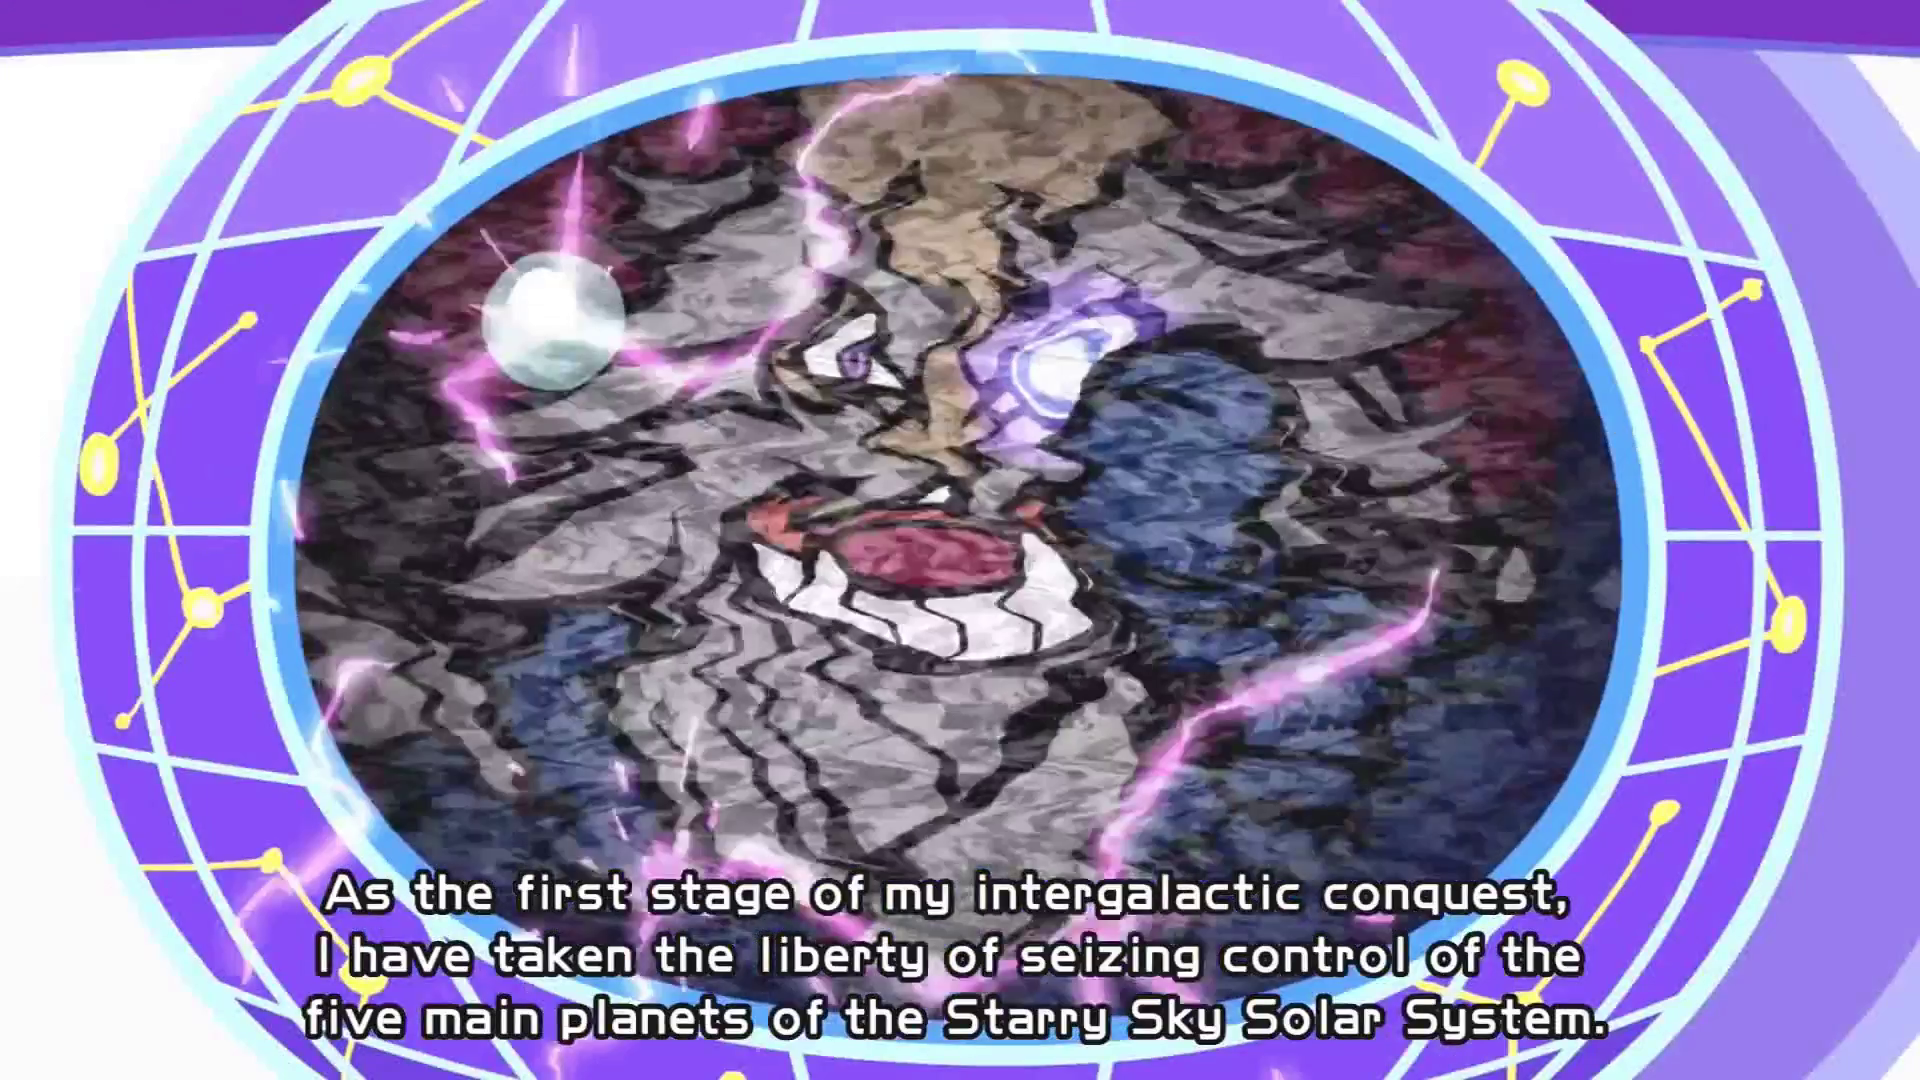 As the first stage of my intergalactic conquest,
I have taken the liberty of seizing control of the
five main planets of the Starry Sky Solar System.